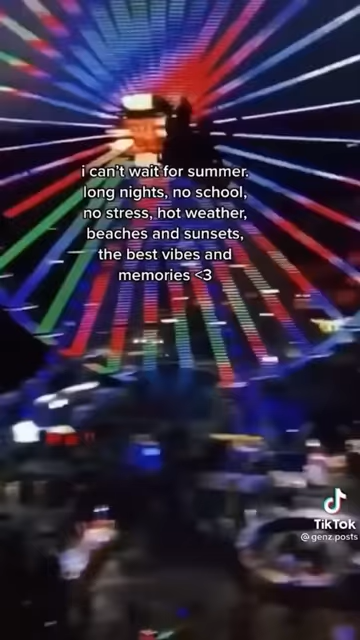 i can't wait for summer.
long nights, no school,
no stress, hot weather,
beaches and sunsets,
the best vibes and
memories <3
TikTok
@genz.posts